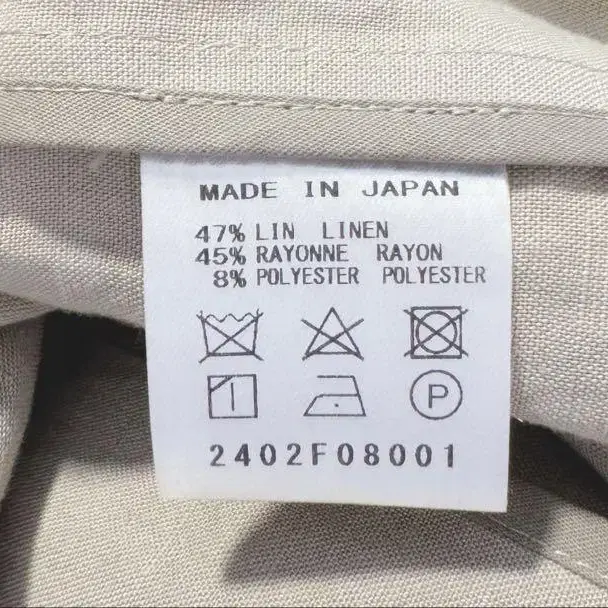 MADE IN JAPAN
47% LIN LINEN
45% RAYONNE RAYON
8% POLYESTER POLYESTER
P
2402F08001